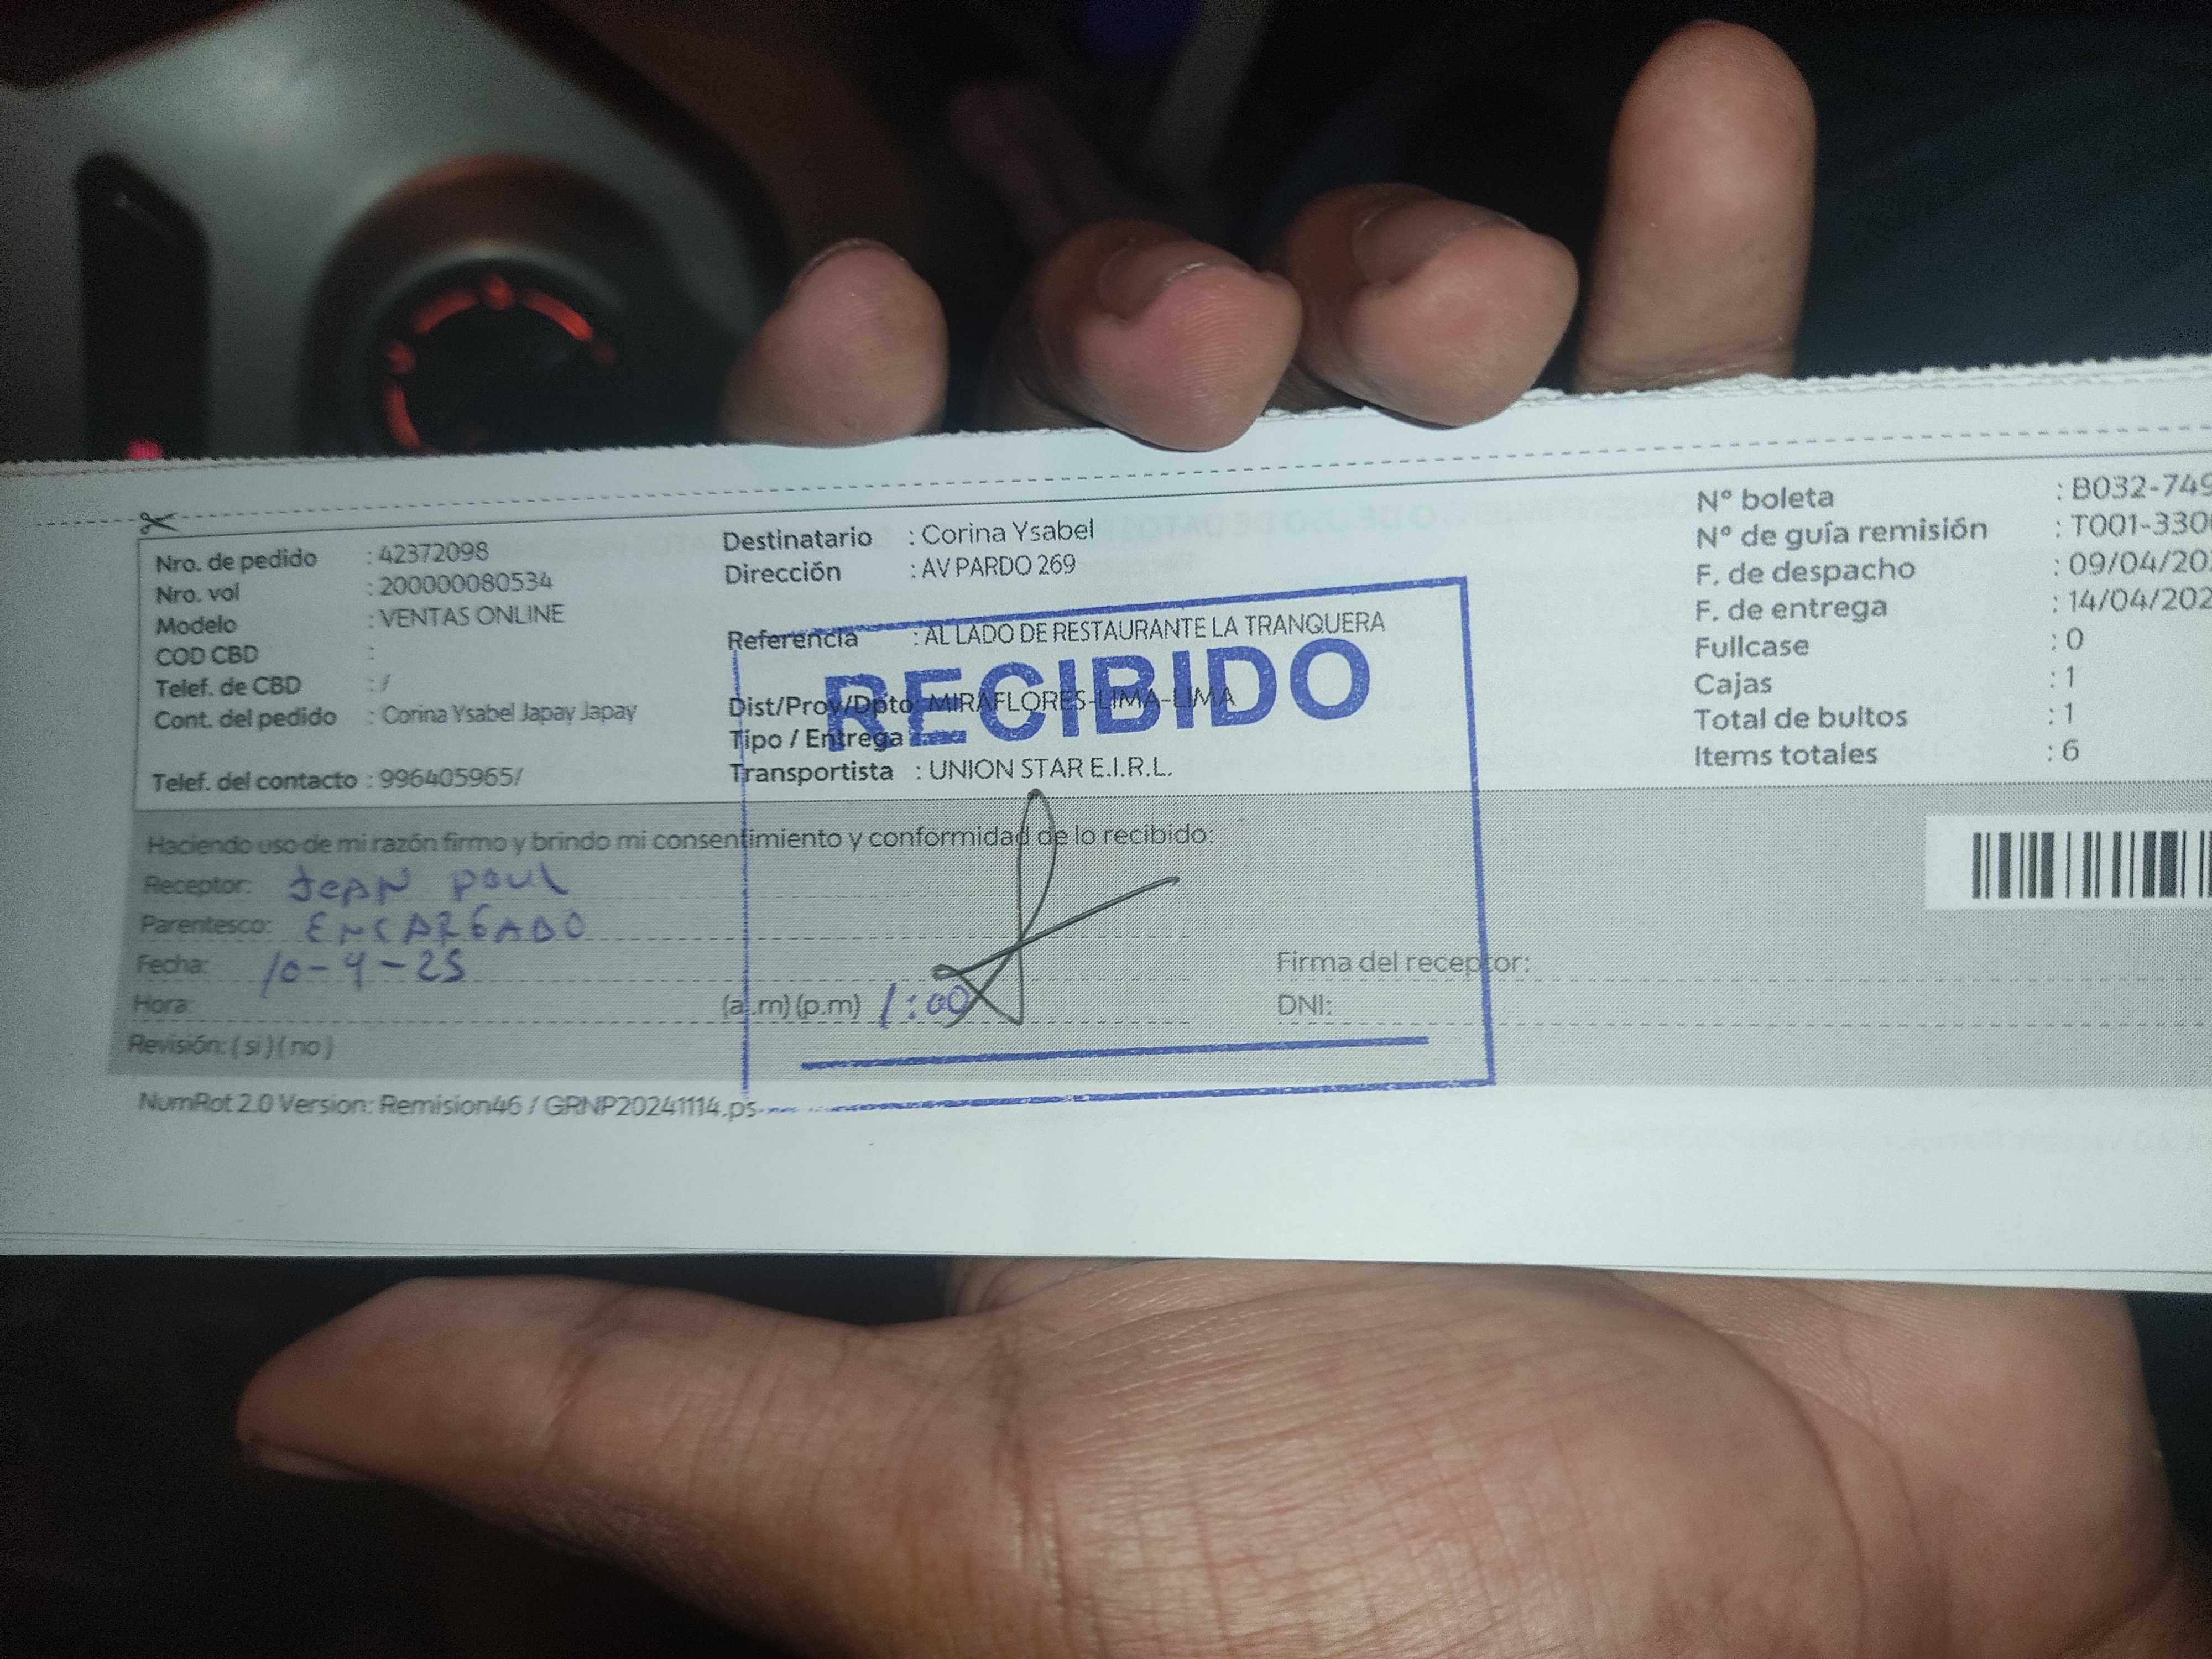 Nro. de pedido : 42372098
Nro. vol : 200000080534
Modelo : VENTAS ONLINE
COD CBD :
Telef. de CBD : /
Cont. del pedido : Corina Ysabel Japay Japay
Telef. del contacto : 996405965/
Destinatario : Corina Ysabel
Dirección : AV PARDO 269
Referencia : AL LADO DE RESTAURANTE LA TRANQUERA
RECIBIDO
Dist/Prov/Dpto : MIRAFLORES-LIMA-LIMA
Tipo / Entrega
Transportista : UNION STAR E.I.R.L.
N° boleta : B032-749
N° de guía remisión : T001-330
F. de despacho : 09/04/20
F. de entrega : 14/04/202
Fullcase : 0
Cajas : 1
Total de bultos : 1
Items totales : 6
Haciendo uso de mi razón firmo y brindo mi consentimiento y conformidad de lo recibido:
Receptor: Jean Paul
Parentesco: ENCARGADO
Fecha: 10-4-25
Hora: (a.m) (p.m) 1:00
Revisión: ( si ) ( no )
Firma del receptor:
DNI:
NumRot 2.0 Version: Remision46 / GRNP20241114.ps